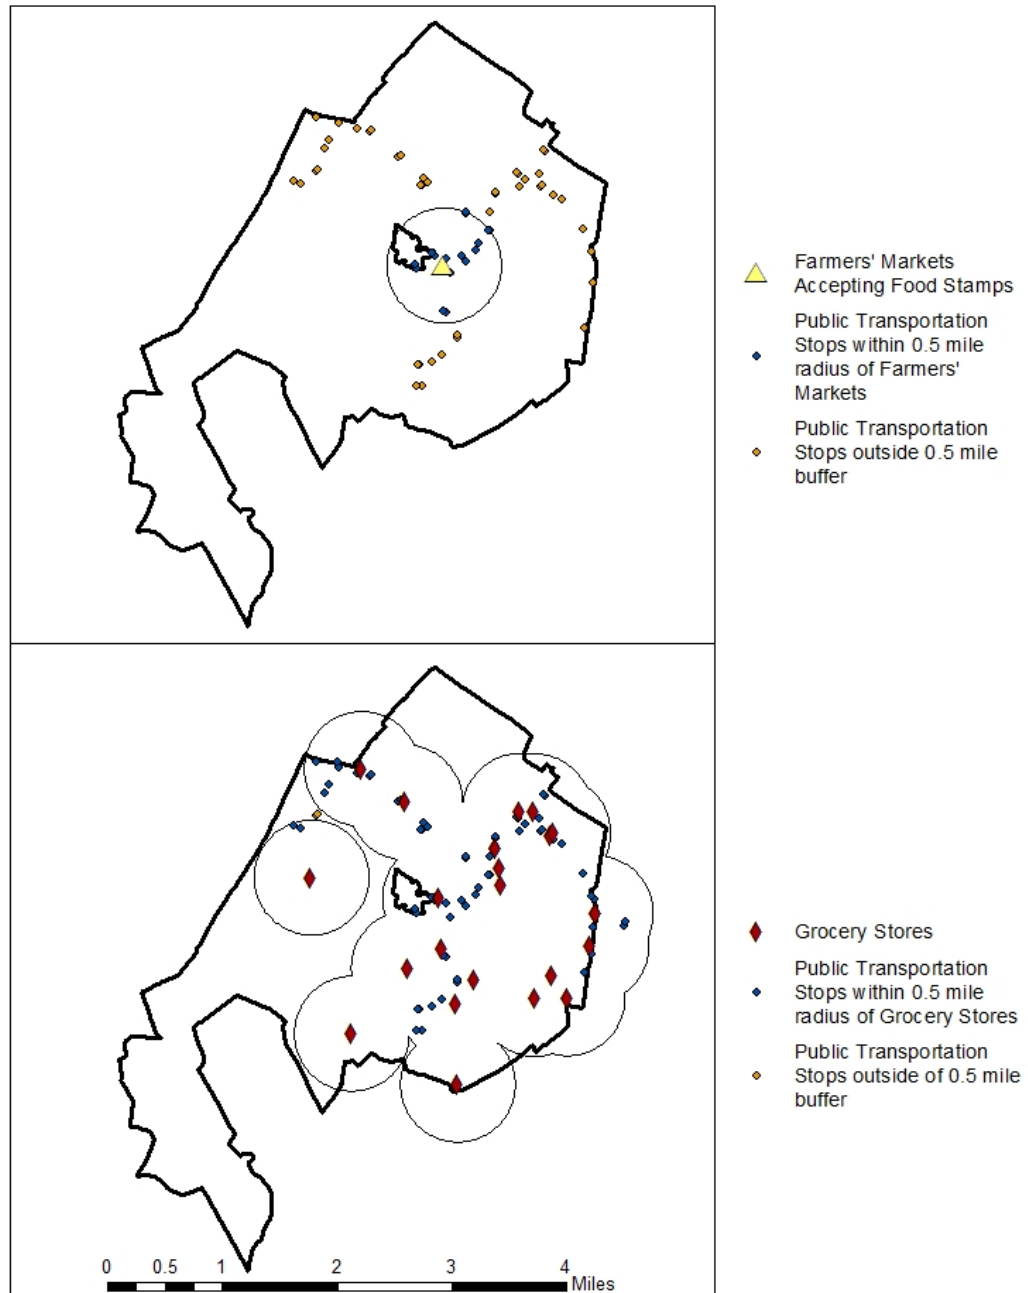 Farmers' Markets
Accepting Food Stamps
Public Transportation
Stops within 0.5 mile
radius of Farmers'
Markets
Public Transportation
Stops outside 0.5 mile
buffer
Grocery Stores
Public Transportation
Stops within 0.5 mile
radius of Grocery Stores
Public Transportation
Stops outside of 0.5 mile
buffer
0 0.5 1 2 3 4
Miles